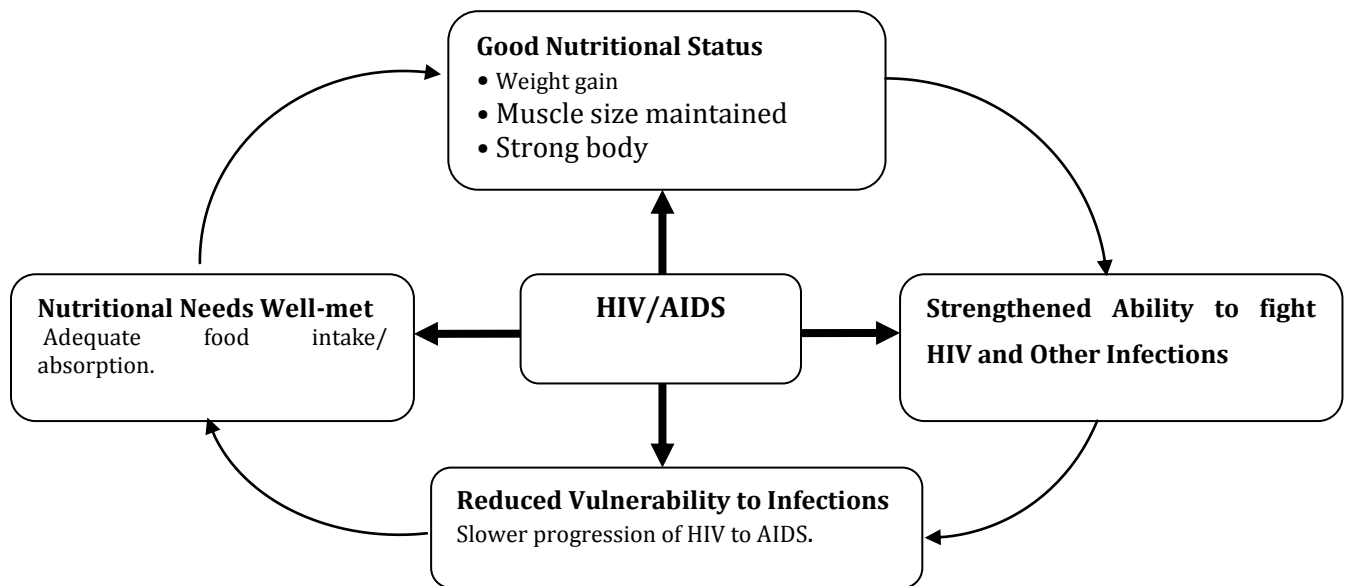 Good Nutritional Status
• Weight gain
• Muscle size maintained
• Strong body
Nutritional Needs Well-met
Adequate food intake/
absorption.
HIV/AIDS
Strengthened Ability to fight
HIV and Other Infections
Reduced Vulnerability to Infections
Slower progression of HIV to AIDS.